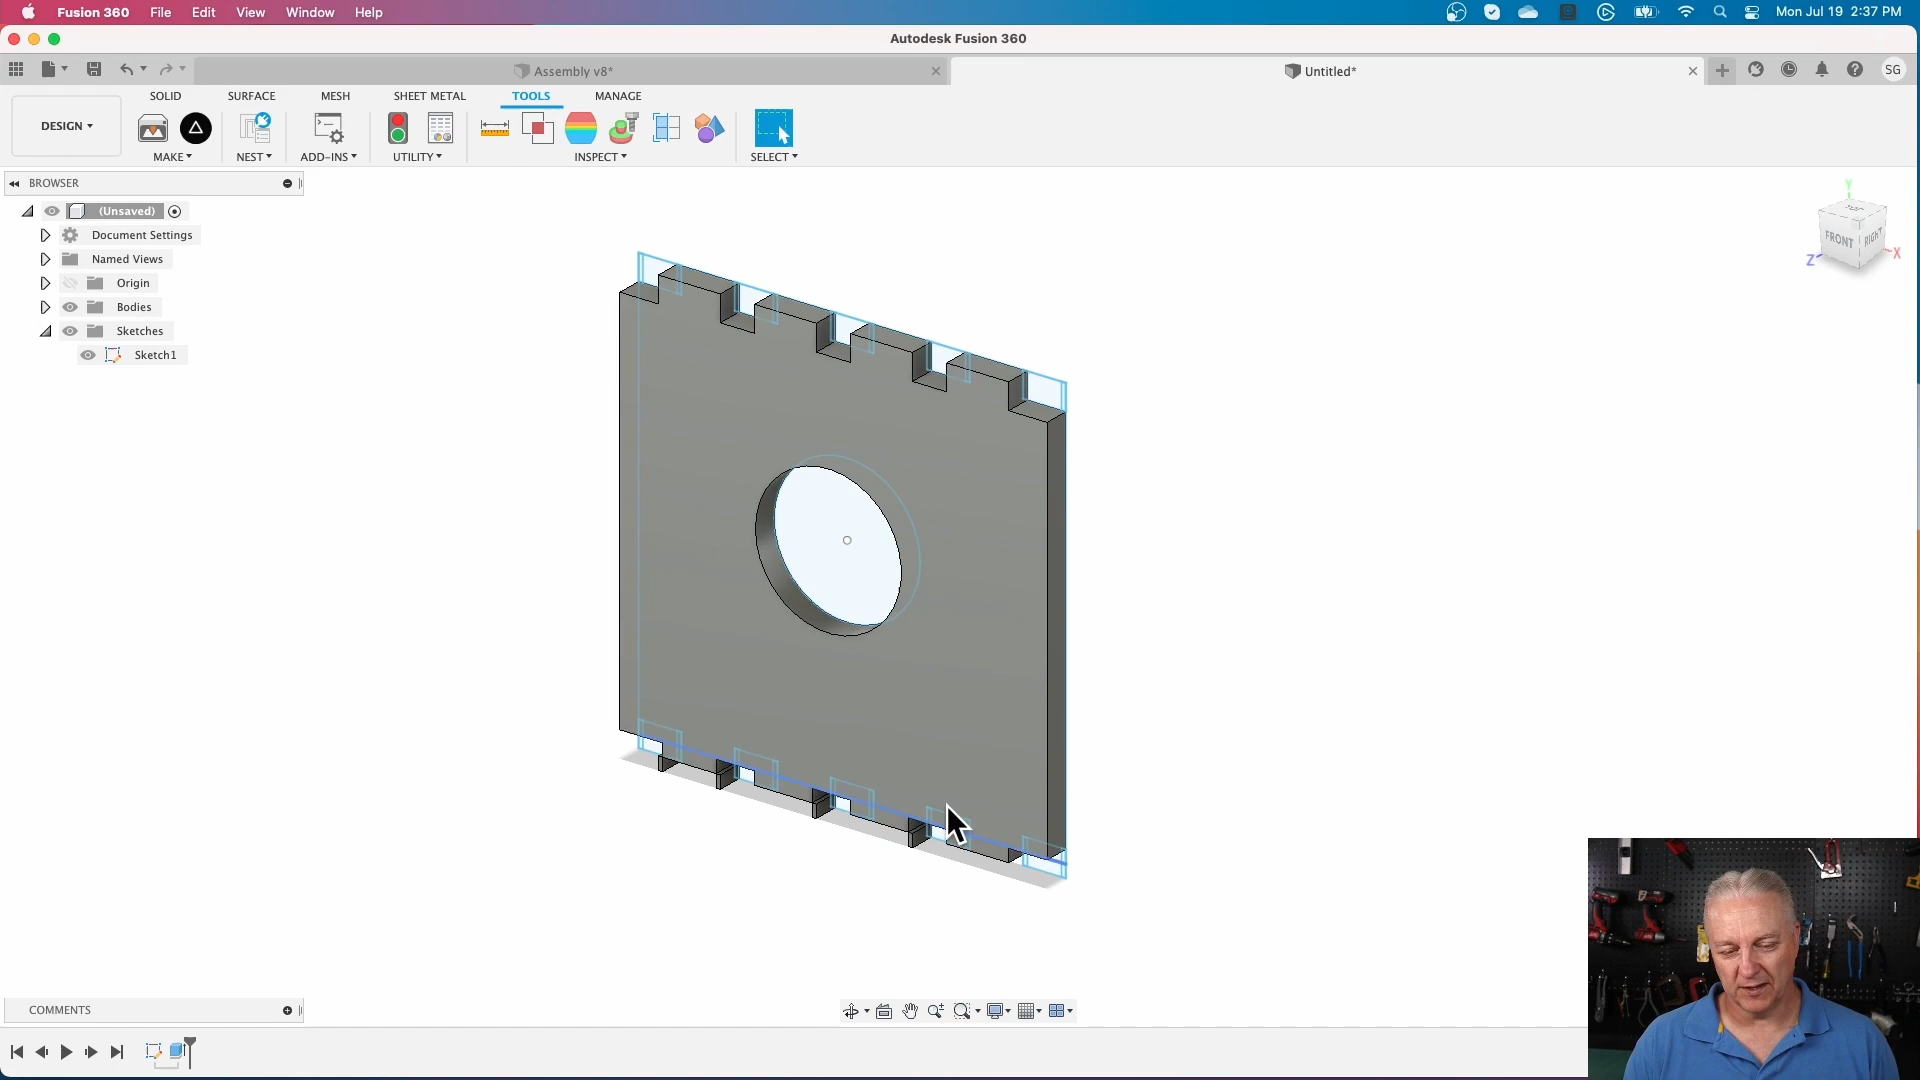 Fusion 360 File Edit View Window Help Mon Jul 19 2:37 PM
Autodesk Fusion 360
Assembly v8* Untitled* SG
SOLID SURFACE MESH SHEET METAL TOOLS MANAGE
DESIGN
MAKE NEST ADD-INS UTILITY INSPECT SELECT
BROWSER
(Unsaved)
Document Settings
Named Views
Origin
Bodies
Sketches
Sketch1
Y
TOP
FRONT RIGHT
Z X
COMMENTS